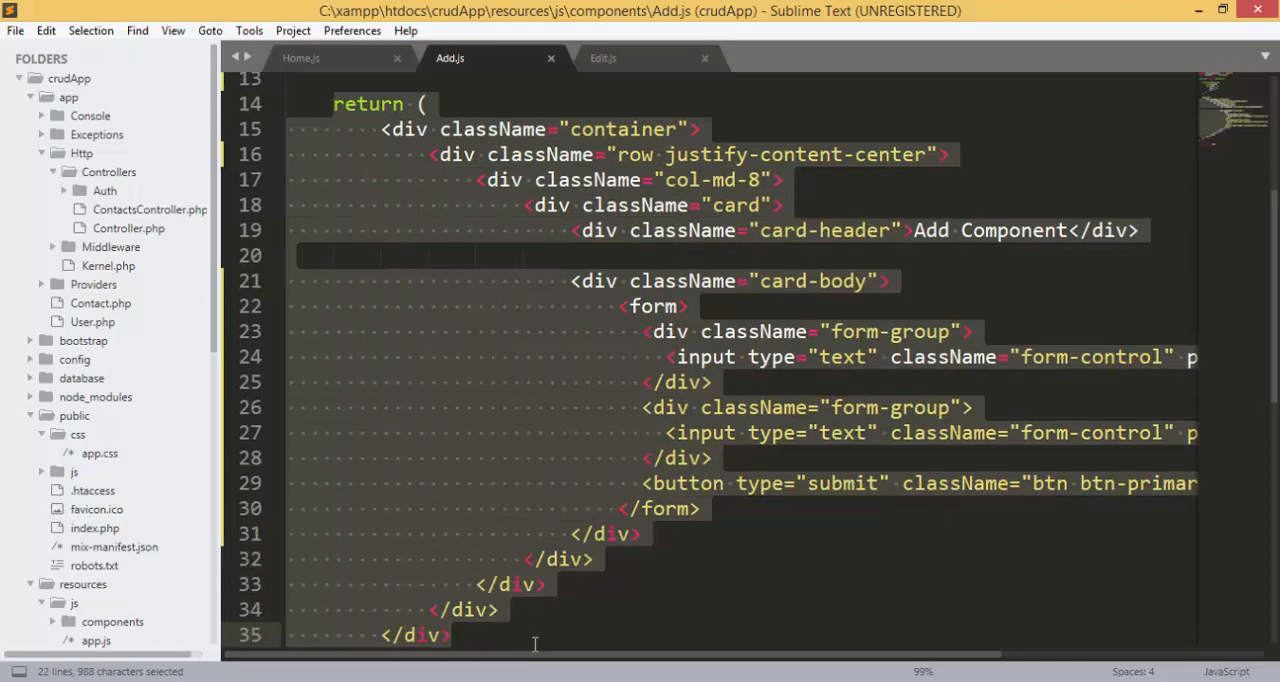 C:\xampp\htdocs\crudApp\resources\js\components\Add.js (crudApp) - Sublime Text (UNREGISTERED)
File Edit Selection Find View Goto Tools Project Preferences Help
FOLDERS
crudApp
app
Console
Exceptions
Http
Controllers
Auth
ContactsController.php
Controller.php
Middleware
Kernel.php
Providers
Contact.php
User.php
bootstrap
config
database
node_modules
public
css
app.css
js
.htaccess
favicon.ico
index.php
mix-manifest.json
robots.txt
resources
js
components
app.js
Home.js Add.js Edit.js
13
14 return (
15 <div className="container">
16 <div className="row justify-content-center">
17 <div className="col-md-8">
18 <div className="card">
19 <div className="card-header">Add Component</div>
20
21 <div className="card-body">
22 <form>
23 <div className="form-group">
24 <input type="text" className="form-control" p
25 </div>
26 <div className="form-group">
27 <input type="text" className="form-control" p
28 </div>
29 <button type="submit" className="btn btn-primar
30 </form>
31 </div>
32 </div>
33 </div>
34 </div>
35 </div>
22 lines, 988 characters selected 99% Spaces: 4 JavaScript